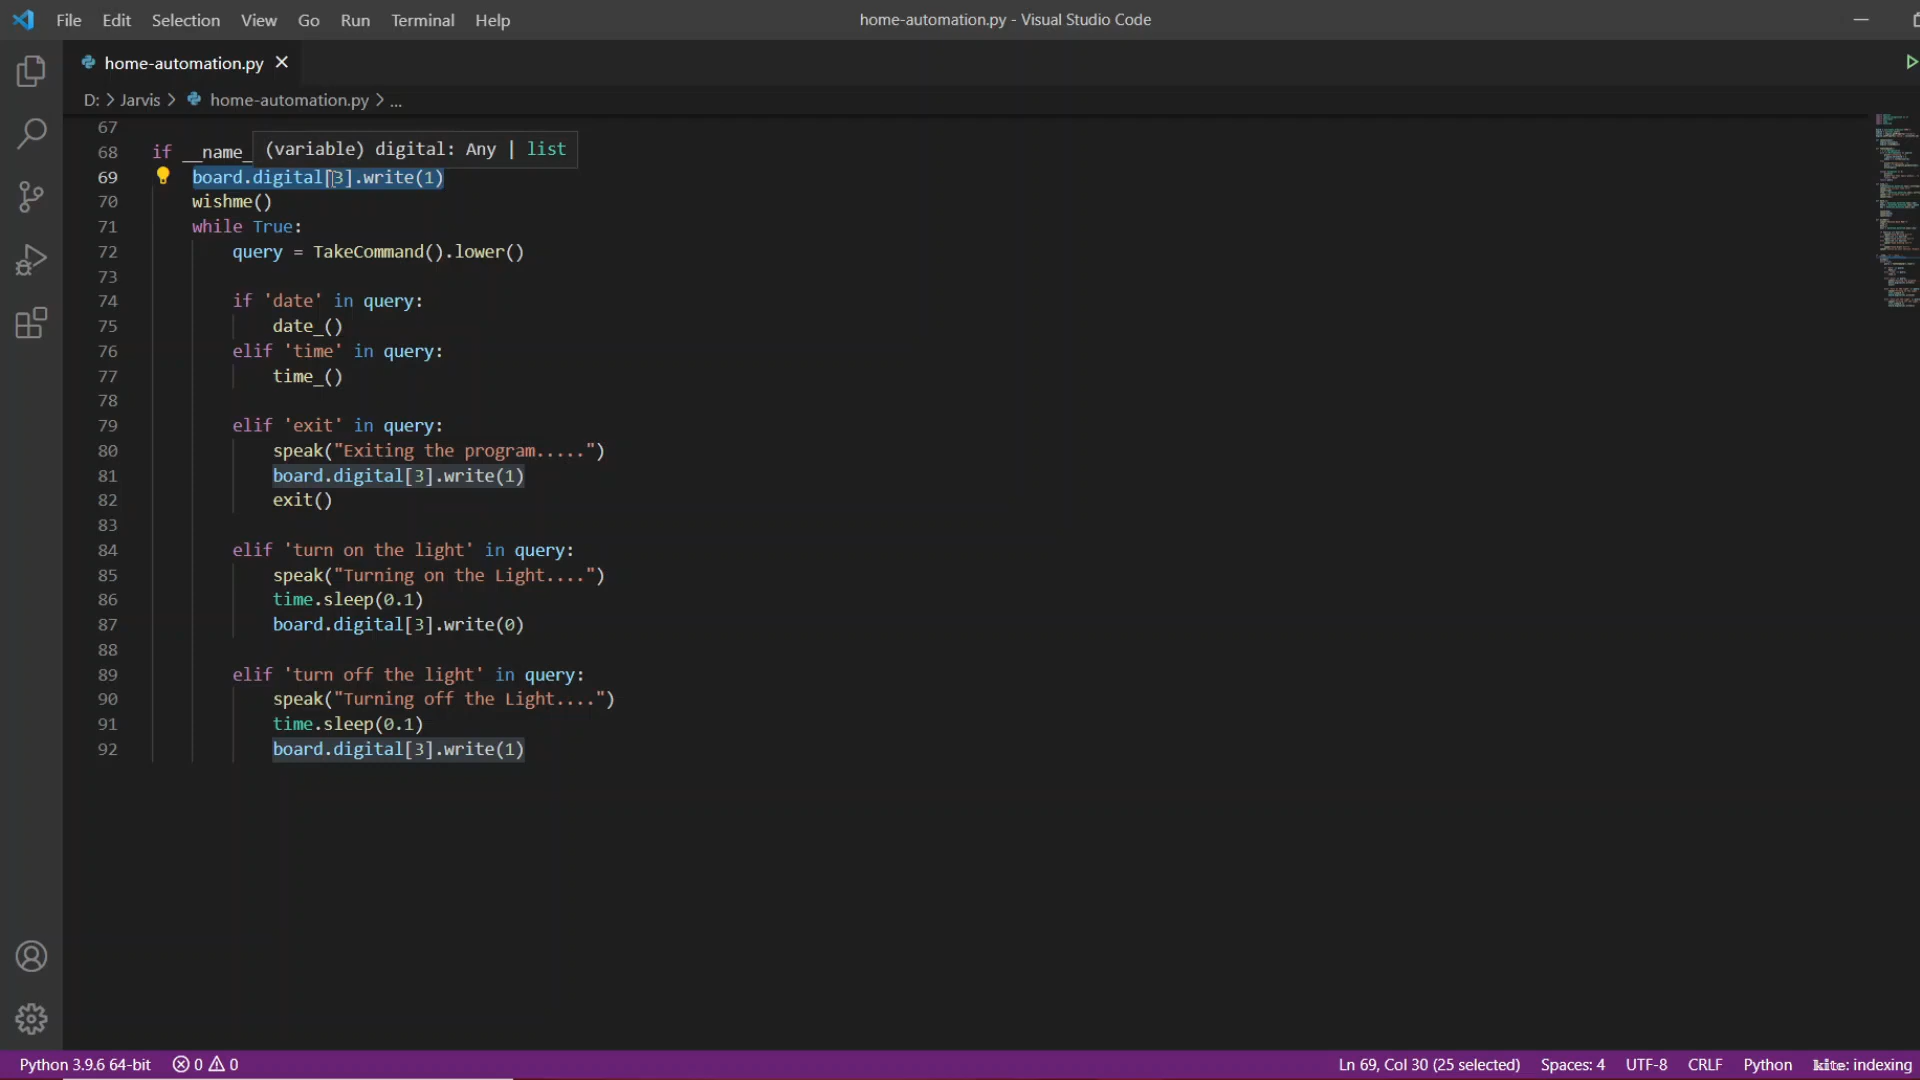 File Edit Selection View Go Run Terminal Help
home-automation.py - Visual Studio Code
home-automation.py
D: > Jarvis > home-automation.py > ...
67
68 if __name_
(variable) digital: Any | list
69 board.digital[3].write(1)
70 wishme()
71 while True:
72 query = TakeCommand().lower()
73
74 if 'date' in query:
75 date_()
76 elif 'time' in query:
77 time_()
78
79 elif 'exit' in query:
80 speak("Exiting the program.....")
81 board.digital[3].write(1)
82 exit()
83
84 elif 'turn on the light' in query:
85 speak("Turning on the Light....")
86 time.sleep(0.1)
87 board.digital[3].write(0)
88
89 elif 'turn off the light' in query:
90 speak("Turning off the Light....")
91 time.sleep(0.1)
92 board.digital[3].write(1)
Python 3.9.6 64-bit 0 0 Ln 69, Col 30 (25 selected) Spaces: 4 UTF-8 CRLF Python kite: indexing